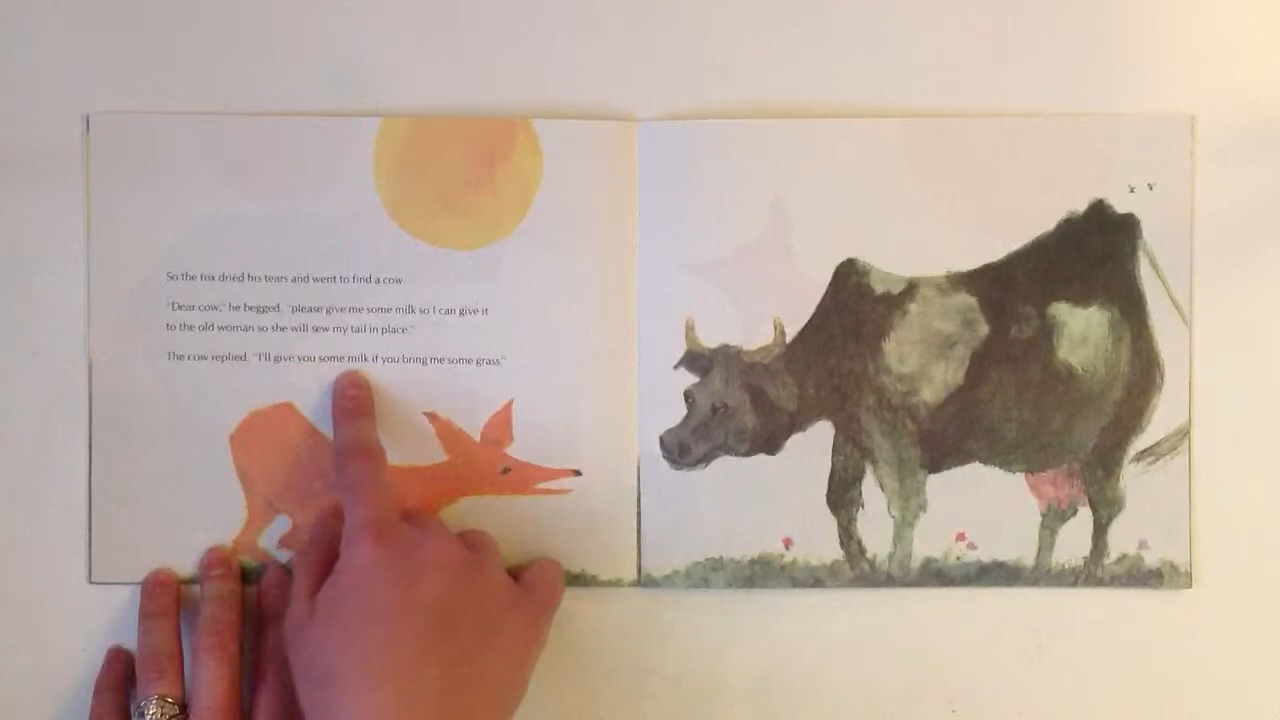 So the fox dried his tears and went to find a cow.
"Dear cow," he begged, "please give me some milk so I can give it
to the old woman so she will sew my tail in place."
The cow replied, "I'll give you some milk if you bring me some grass."